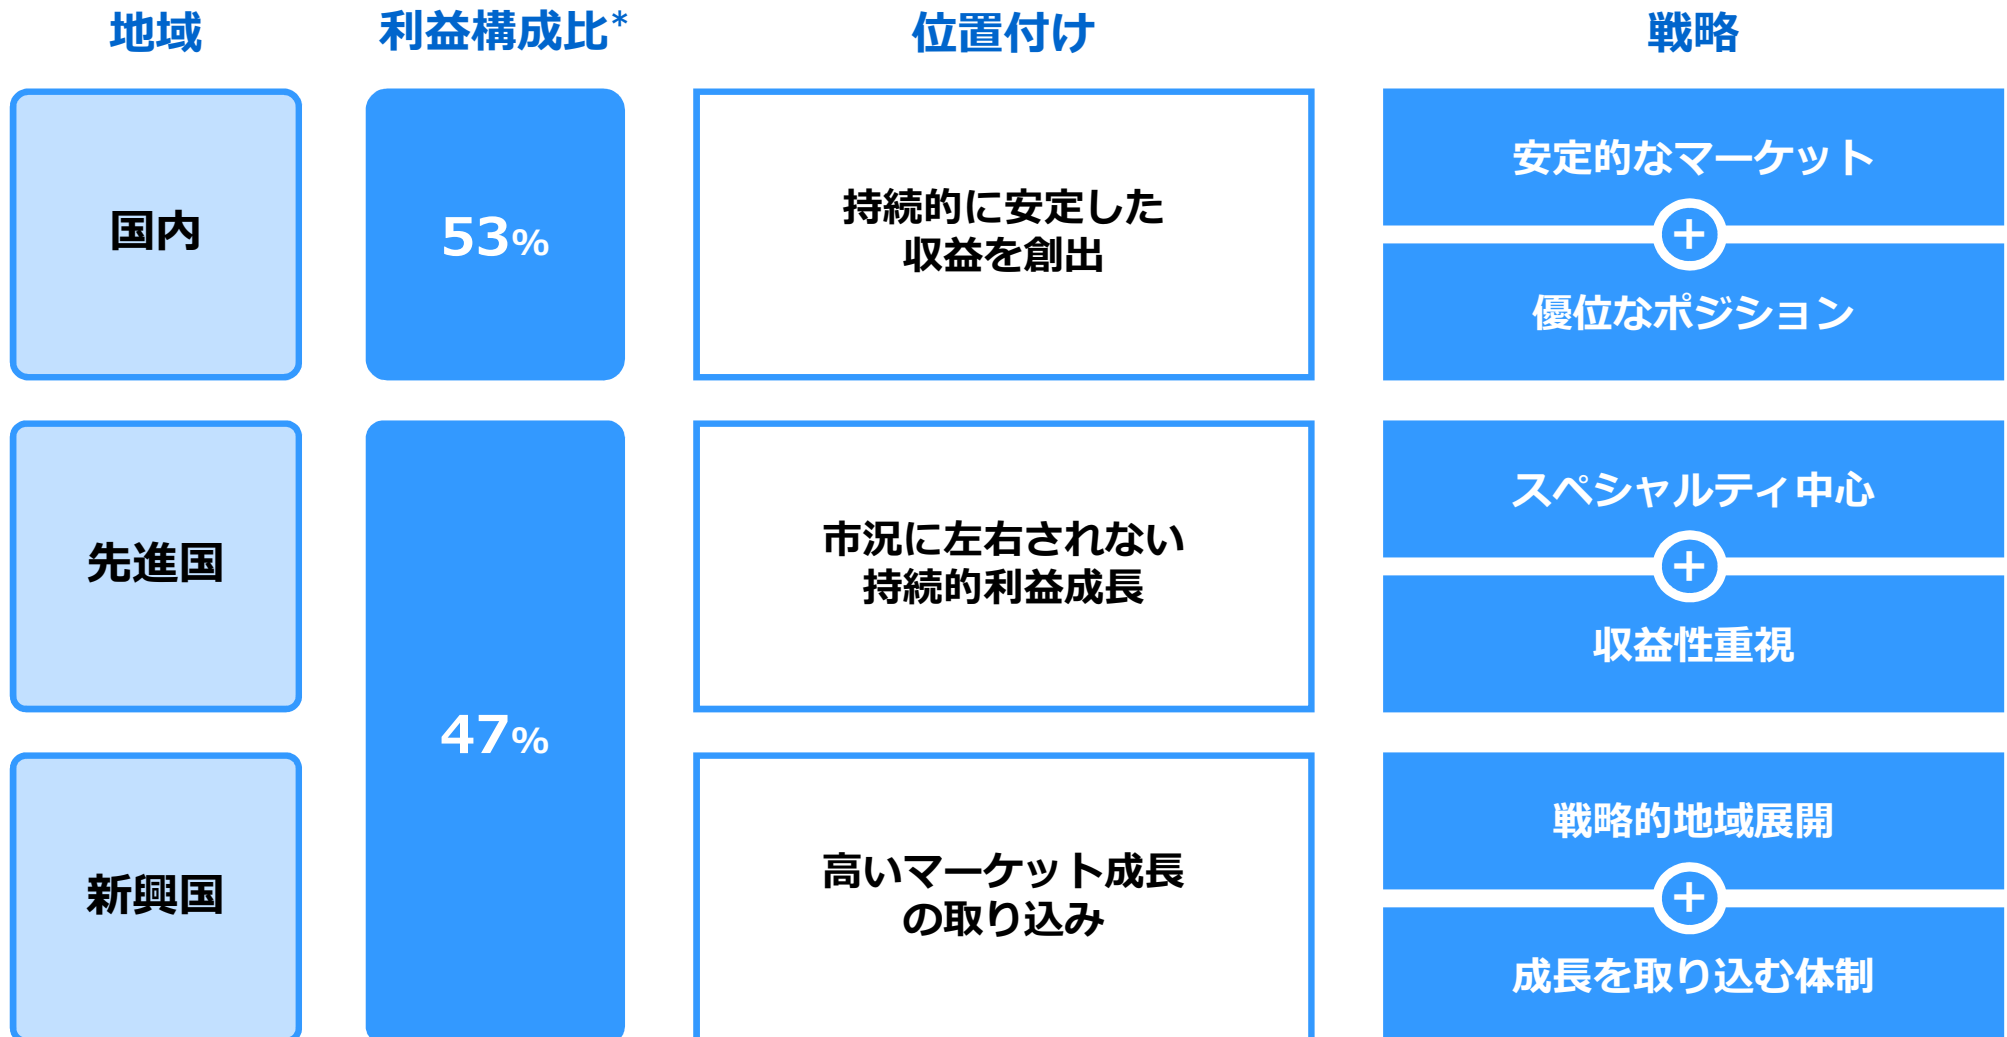 地域
利益構成比*
位置付け
戦略
国内
53%
持続的に安定した
収益を創出
安定的なマーケット
+
優位なポジション
先進国
47%
市況に左右されない
持続的利益成長
スペシャルティ中心
+
収益性重視
新興国
高いマーケット成長
の取り込み
戦略的地域展開
+
成長を取り込む体制